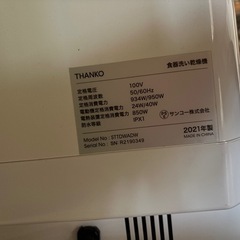 THANKO 食器洗い乾燥機
定格電圧 100V
定格周波数 50/60Hz
定格消費電力 934W/950W
電動機定格消費電力 24W/40W
電熱装置定格消費電力 850W
防水等級 IPX1
サンコー株式会社
Model No : STTDWADW
Serial No : SN R2190349
2021年製
MADE IN CHINA